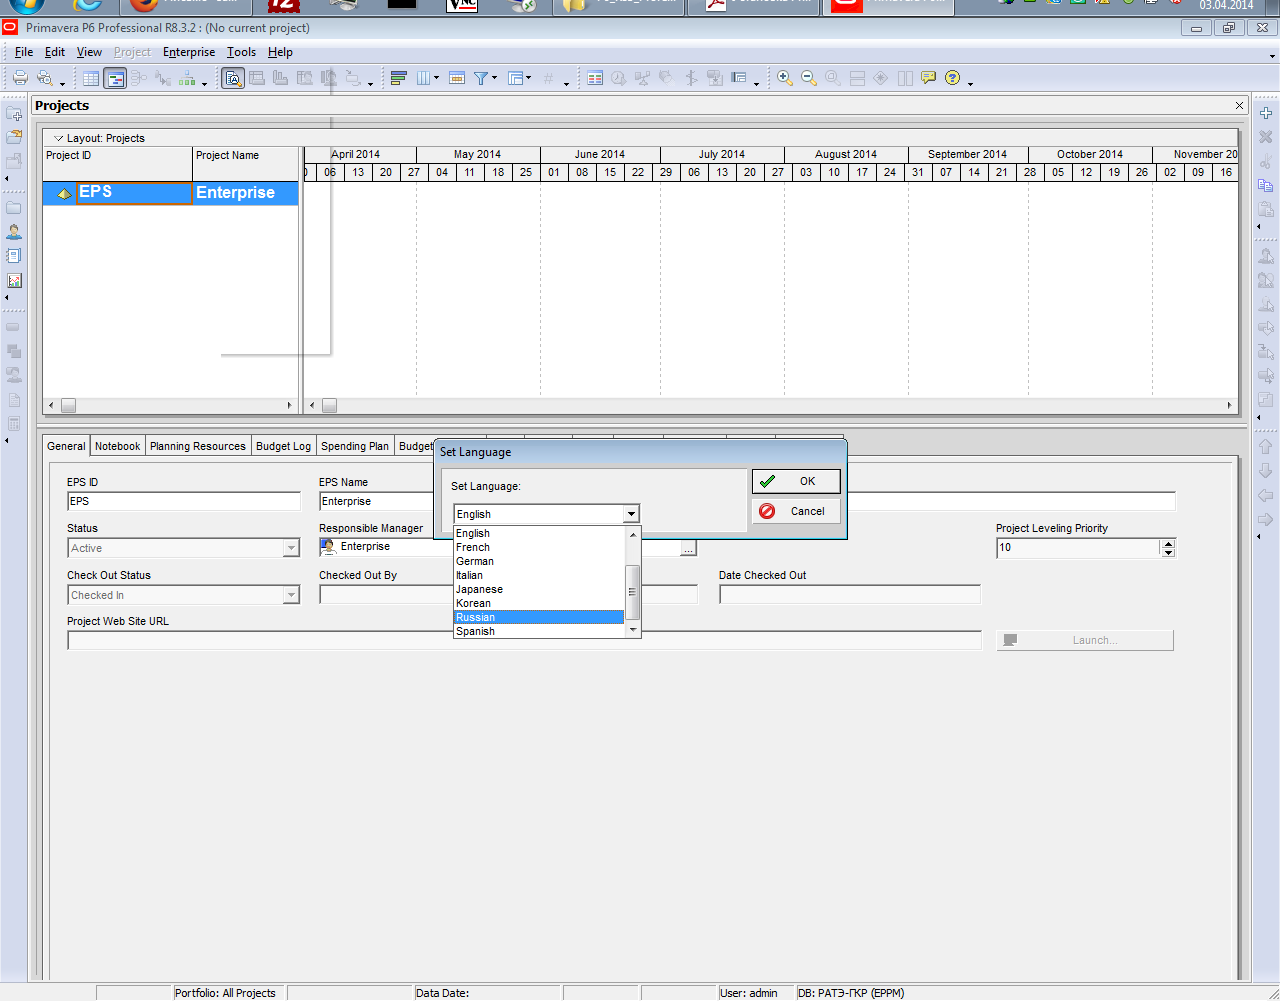 03.04.2014
Primavera P6 Professional R8.3.2 : (No current project)
File Edit View Project Enterprise Tools Help
Projects
Layout: Projects
Project ID Project Name
April 2014 May 2014 June 2014 July 2014 August 2014 September 2014 October 2014 November 20
06 13 20 27 04 11 18 25 01 08 15 22 29 06 13 20 27 03 10 17 24 31 07 14 21 28 05 12 19 26 02 09 16
EPS Enterprise
General Notebook Planning Resources Budget Log Spending Plan Budget
Set Language
Set Language:
English
OK
Cancel
English
French
German
Italian
Japanese
Korean
Russian
Spanish
EPS ID EPS Name
EPS Enterprise
Status Responsible Manager Project Leveling Priority
Active Enterprise ... 10
Check Out Status Checked Out By Date Checked Out
Checked In
Project Web Site URL
Launch...
Portfolio: All Projects Data Date: User: admin DB: РАТЭ-ГКР (EPPM)